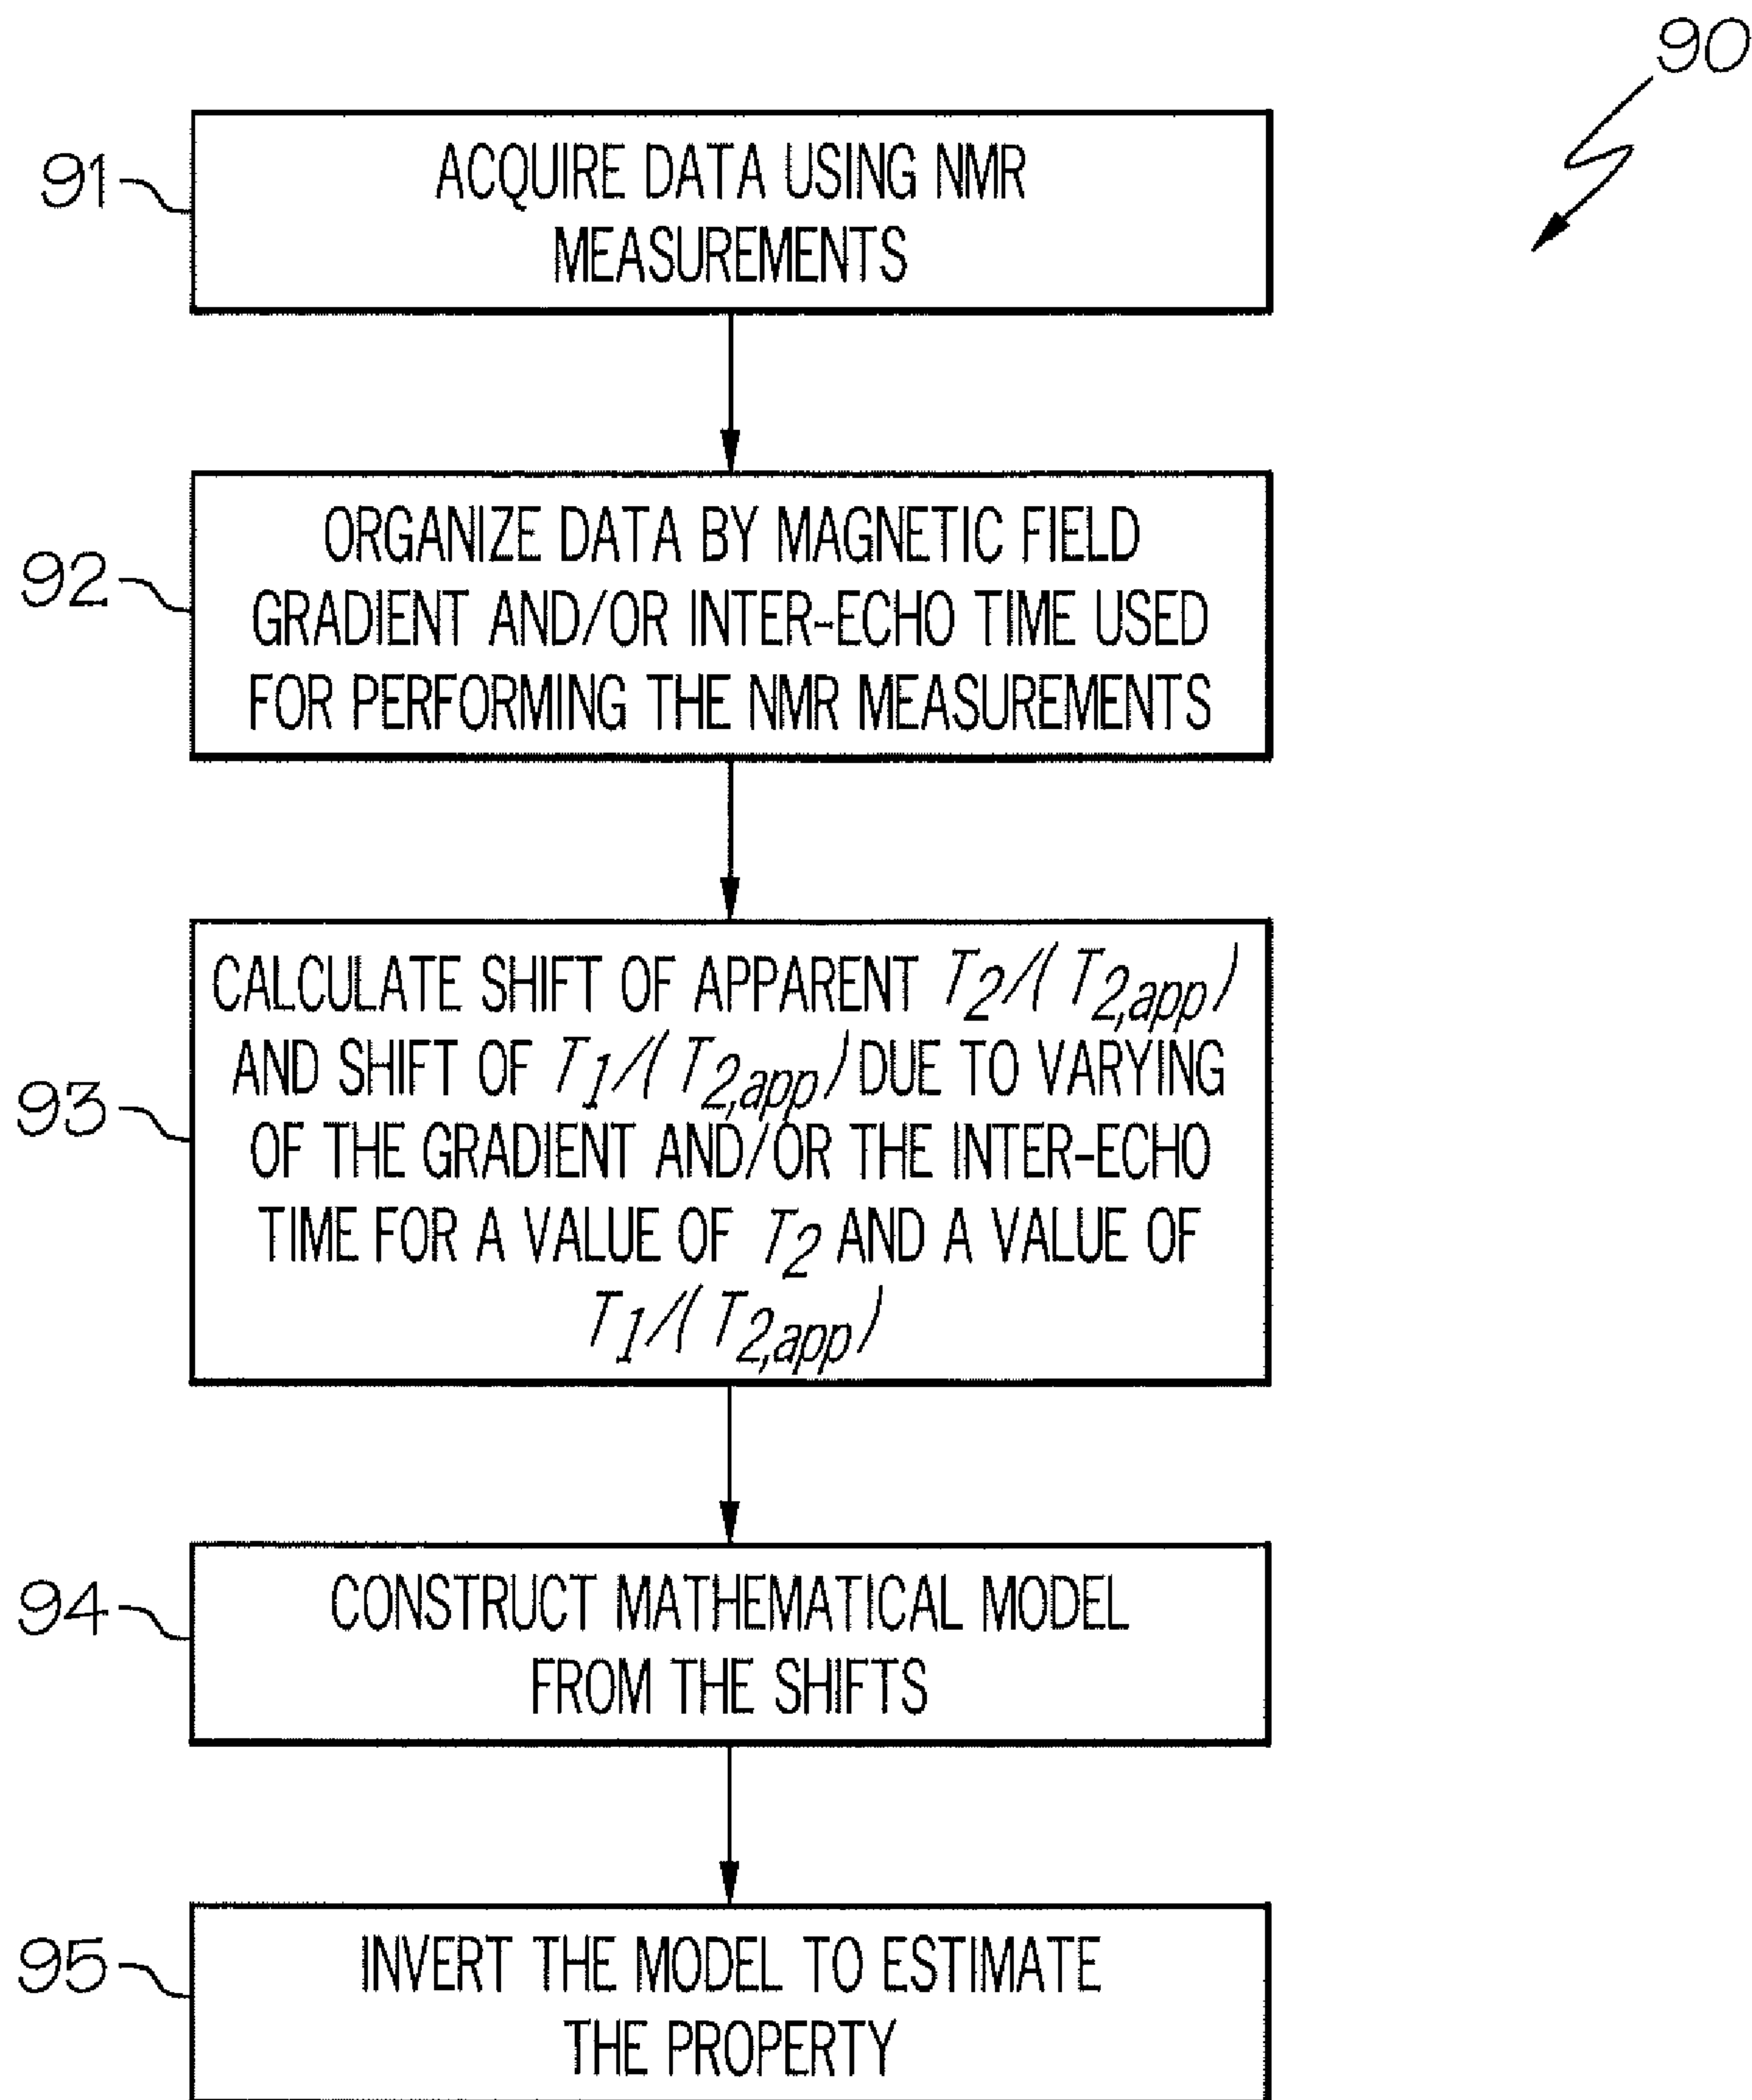 90
91
ACQUIRE DATA USING NMR
MEASUREMENTS
92
ORGANIZE DATA BY MAGNETIC FIELD
GRADIENT AND/OR INTER-ECHO TIME USED
FOR PERFORMING THE NMR MEASUREMENTS
93
CALCULATE SHIFT OF APPARENT T2/(T2,app)
AND SHIFT OF T1/(T2,app) DUE TO VARYING
OF THE GRADIENT AND/OR THE INTER-ECHO
TIME FOR A VALUE OF T2 AND A VALUE OF
T1/(T2,app)
94
CONSTRUCT MATHEMATICAL MODEL
FROM THE SHIFTS
95
INVERT THE MODEL TO ESTIMATE
THE PROPERTY